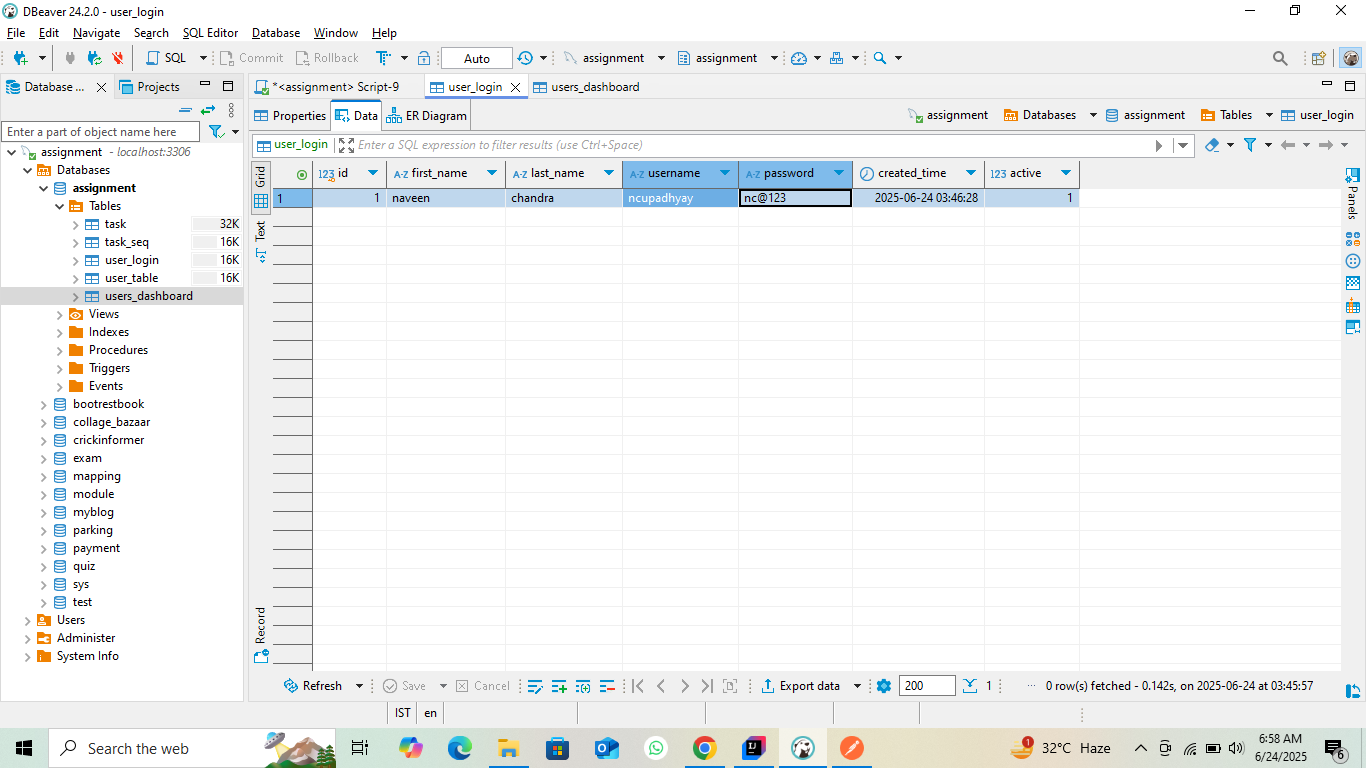 DBeaver 24.2.0 - user_login
File Edit Navigate Search SQL Editor Database Window Help
SQL Commit Rollback Auto assignment assignment
Database ... Projects
*<assignment> Script-9 user_login users_dashboard
Properties Data ER Diagram assignment Databases assignment Tables user_login
Enter a part of object name here
user_login Enter a SQL expression to filter results (use Ctrl+Space)
assignment - localhost:3306
Databases
assignment
Tables
task 32K
task_seq 16K
user_login 16K
user_table 16K
users_dashboard
Views
Indexes
Procedures
Triggers
Events
bootrestbook
collage_bazaar
crickinformer
exam
mapping
module
myblog
parking
payment
quiz
sys
test
Users
Administer
System Info
Grid
Text
Record
123 id A-Z first_name A-Z last_name A-Z username A-Z password created_time 123 active
1 1 naveen chandra ncupadhyay nc@123 2025-06-24 03:46:28 1
Panels
Refresh Save Cancel Export data 200 1 ... 0 row(s) fetched - 0.142s, on 2025-06-24 at 03:45:57
IST en
Search the web
32°C Haze
6:58 AM
6/24/2025
1
6